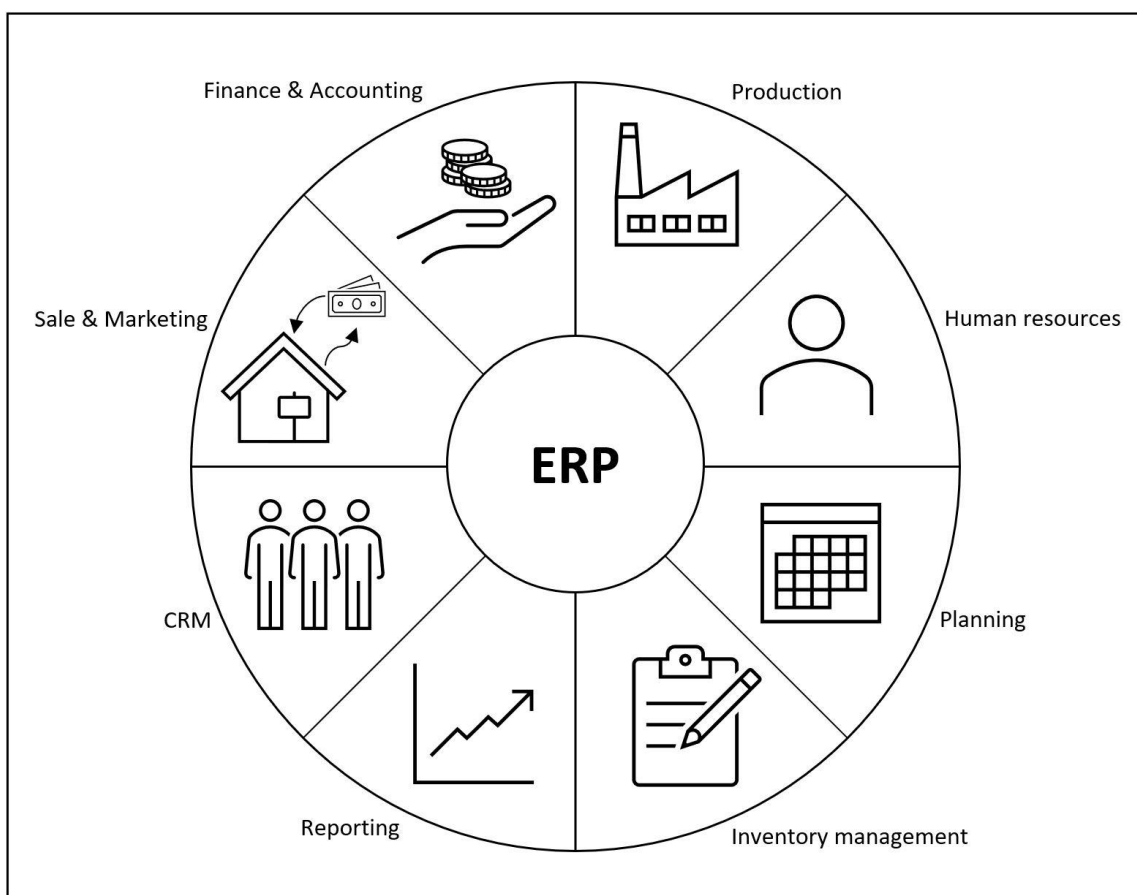 Finance & Accounting
Production
Sale & Marketing
Human resources
ERP
CRM
Planning
Reporting
Inventory management